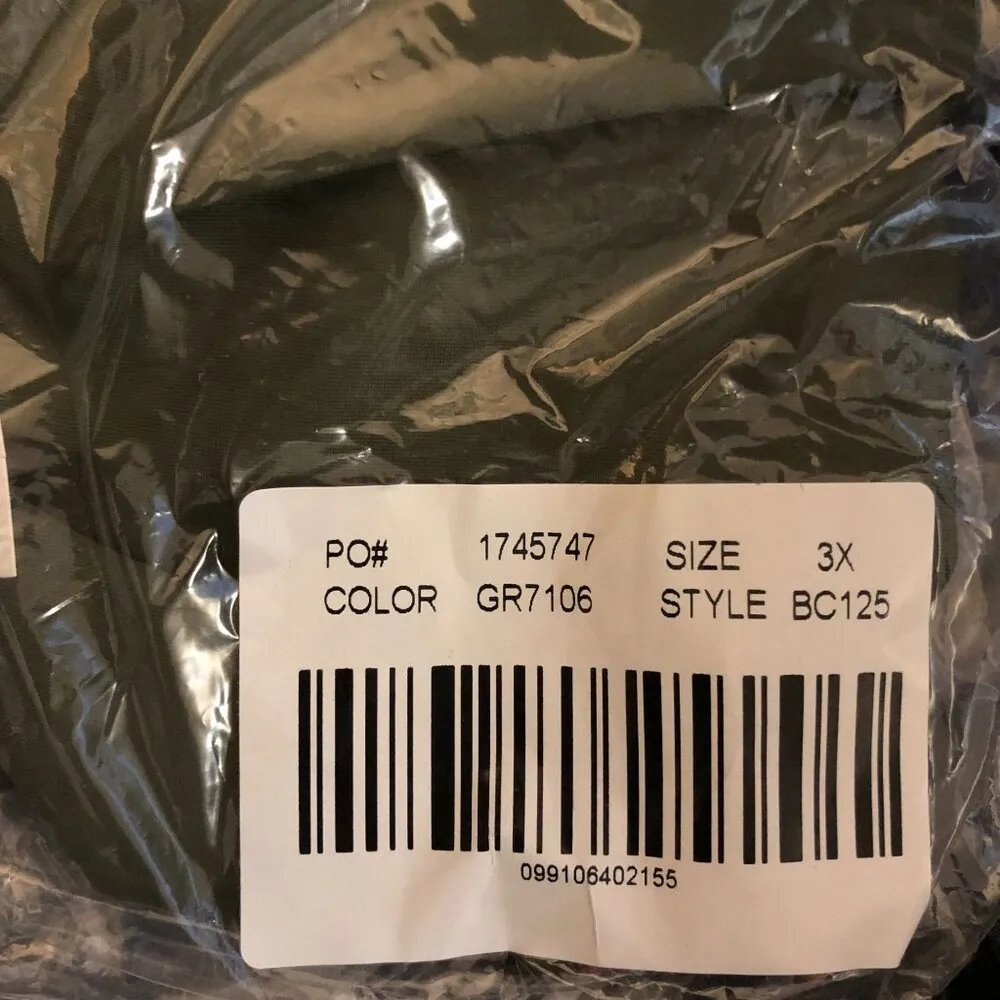 PO# 1745747 SIZE 3X
COLOR GR7106 STYLE BC125
099106402155